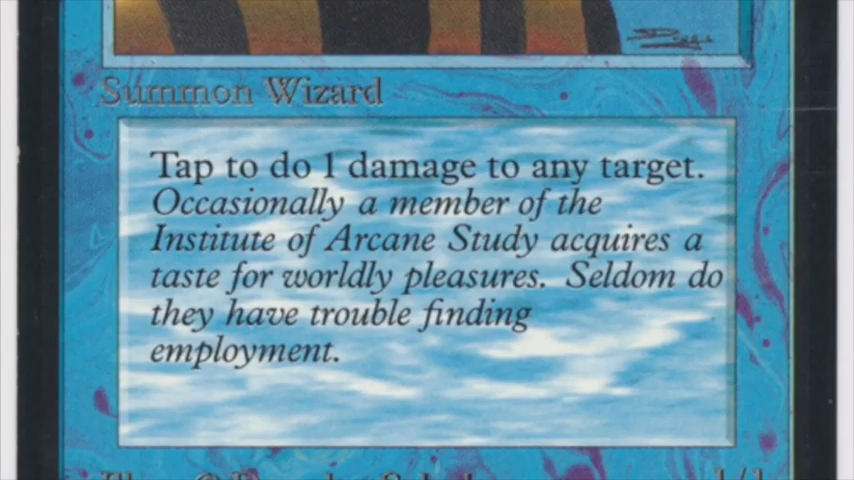 Summon Wizard
Tap to do 1 damage to any target.
Occasionally a member of the
Institute of Arcane Study acquires a
taste for worldly pleasures. Seldom do
they have trouble finding
employment.